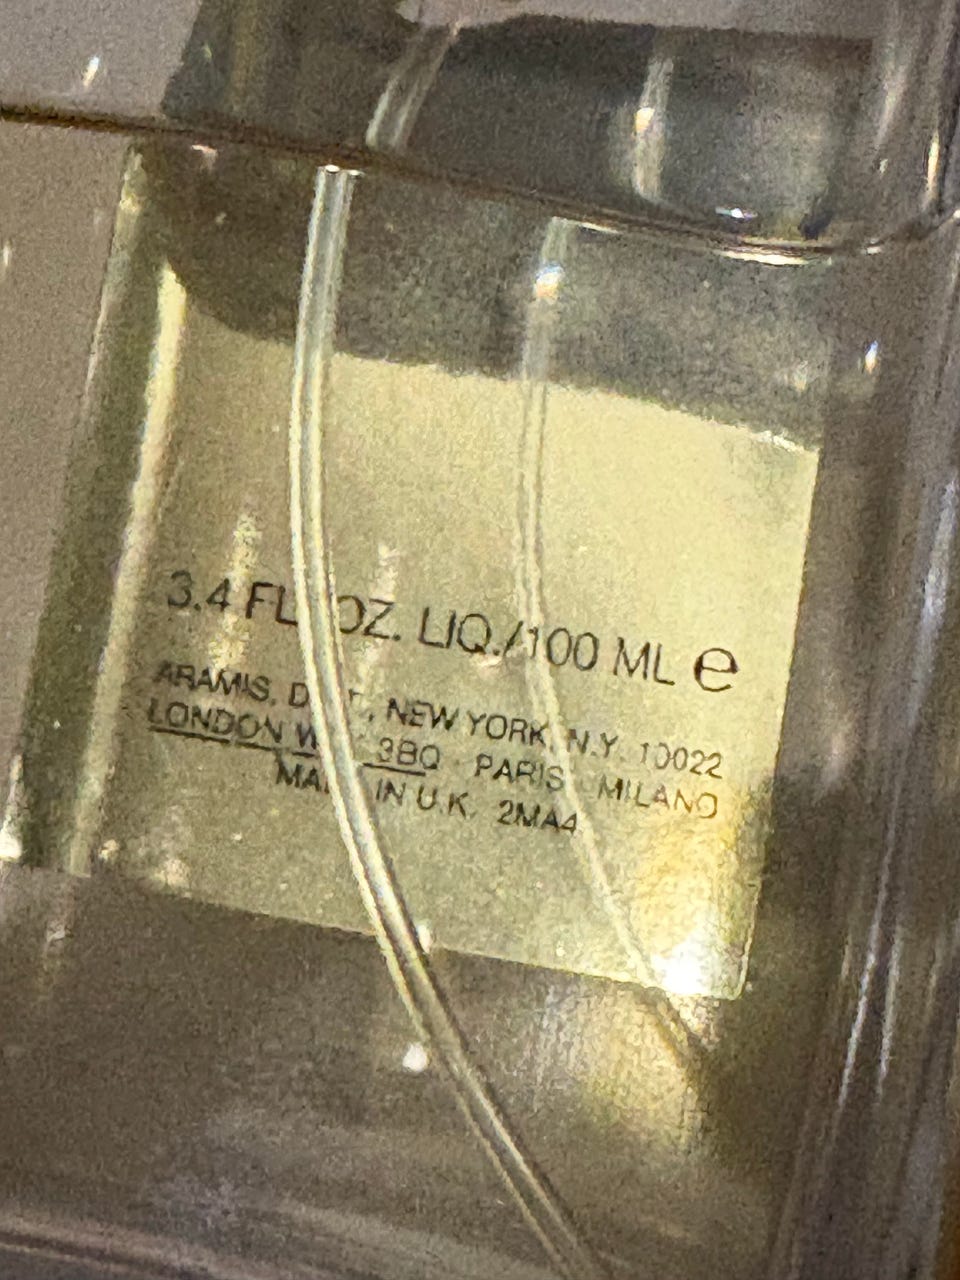 3.4 FL. OZ. LIQ./100 ML e
ARAMIS, NEW YORK, N.Y. 10022
LONDON 3BQ · PARIS · MILANO
IN U.K. 2MA4